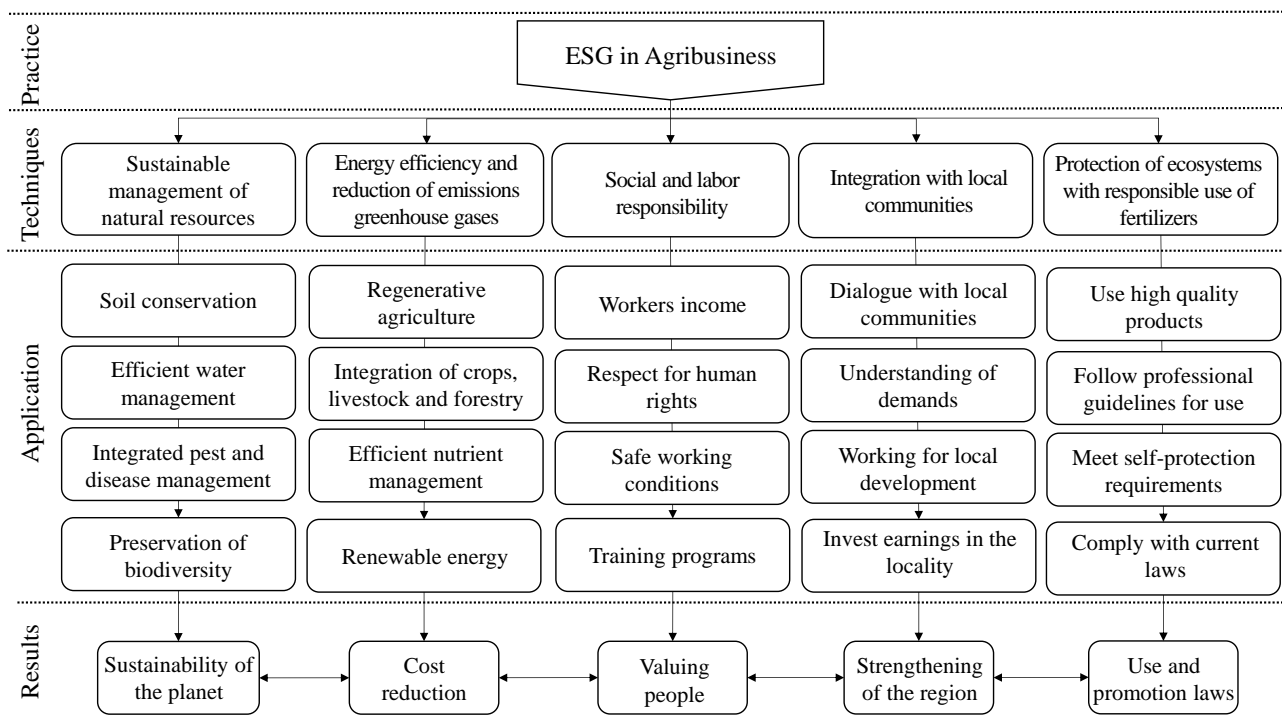 Practice
ESG in Agribusiness
Techniques
Sustainable
management of
natural resources
Energy efficiency and
reduction of emissions
greenhouse gases
Social and labor
responsibility
Integration with local
communities
Protection of ecosystems
with responsible use of
fertilizers
Application
Soil conservation
Regenerative
agriculture
Workers income
Dialogue with local
communities
Use high quality
products
Efficient water
management
Integration of crops,
livestock and forestry
Respect for human
rights
Understanding of
demands
Follow professional
guidelines for use
Integrated pest and
disease management
Efficient nutrient
management
Safe working
conditions
Working for local
development
Meet self-protection
requirements
Preservation of
biodiversity
Renewable energy
Training programs
Invest earnings in the
locality
Comply with current
laws
Results
Sustainability of
the planet
Cost
reduction
Valuing
people
Strengthening
of the region
Use and
promotion laws